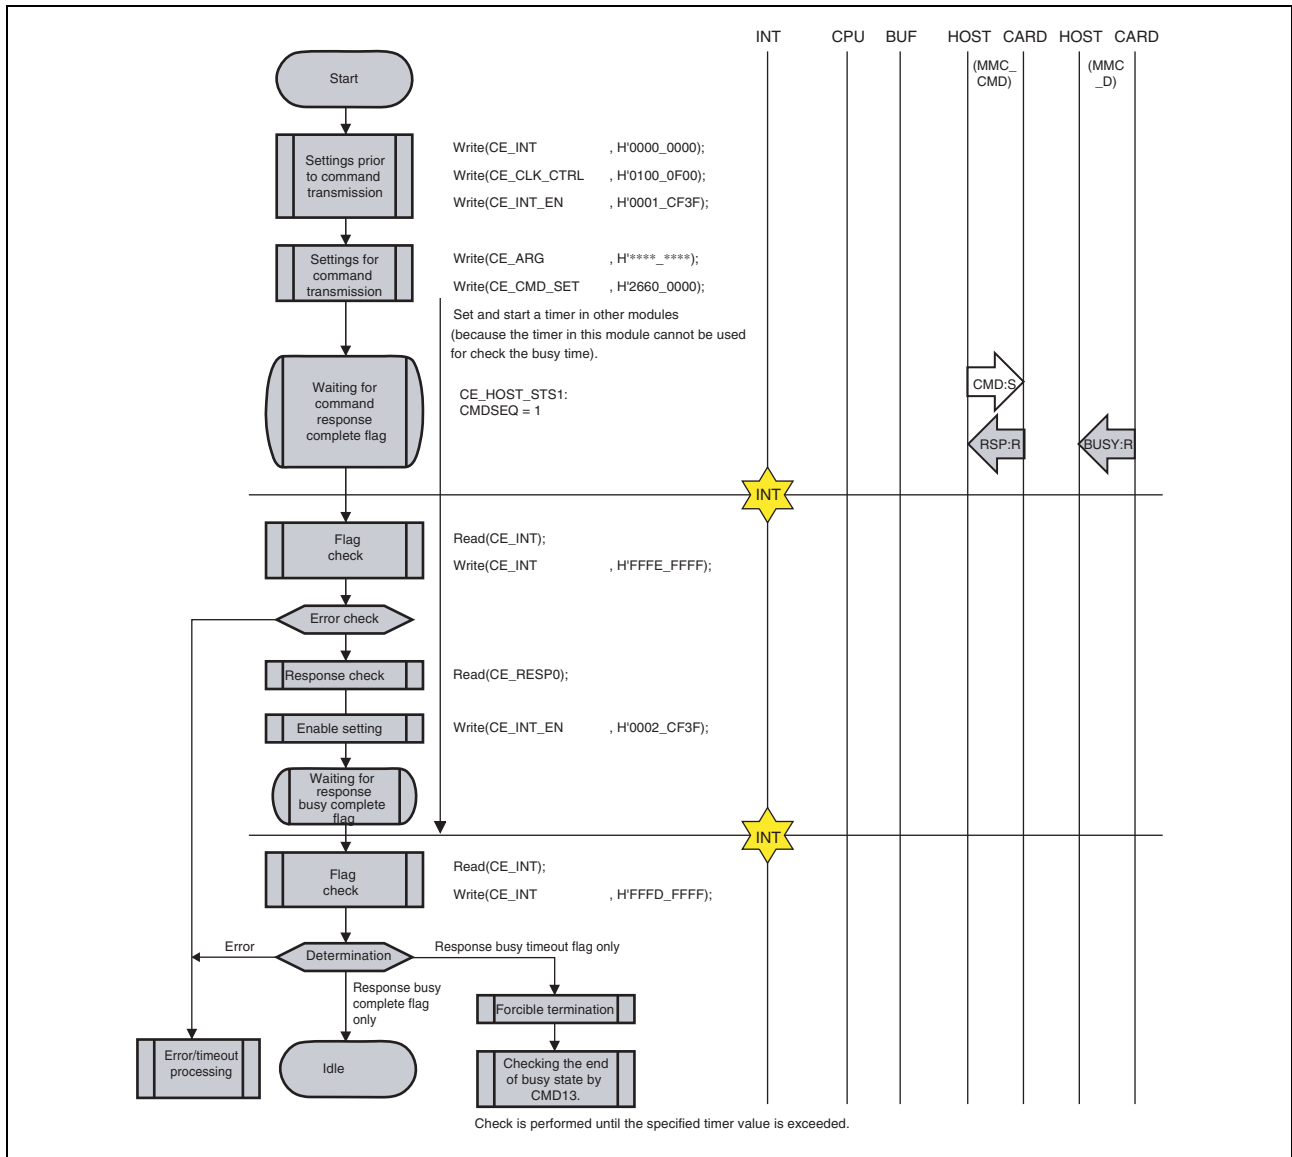 INT CPU BUF HOST CARD HOST CARD
(MMC_
CMD)
(MMC
_D)
Start
Settings prior
to command
transmission
Write(CE_INT , H'0000_0000);
Write(CE_CLK_CTRL , H'0100_0F00);
Write(CE_INT_EN , H'0001_CF3F);
Settings for
command
transmission
Write(CE_ARG , H'****_****);
Write(CE_CMD_SET , H'2660_0000);
Set and start a timer in other modules
(because the timer in this module cannot be used
for check the busy time).
Waiting for
command
response
complete flag
CE_HOST_STS1:
CMDSEQ = 1
CMD:S
RSP:R
BUSY:R
INT
Flag
check
Read(CE_INT);
Write(CE_INT , H'FFFE_FFFF);
Error check
Response check
Read(CE_RESP0);
Enable setting
Write(CE_INT_EN , H'0002_CF3F);
Waiting for
response
busy complete
flag
INT
Flag
check
Read(CE_INT);
Write(CE_INT , H'FFFD_FFFF);
Error
Determination
Response busy timeout flag only
Response busy
complete flag
only
Forcible termination
Error/timeout
processing
Idle
Checking the end
of busy state by
CMD13.
Check is performed until the specified timer value is exceeded.